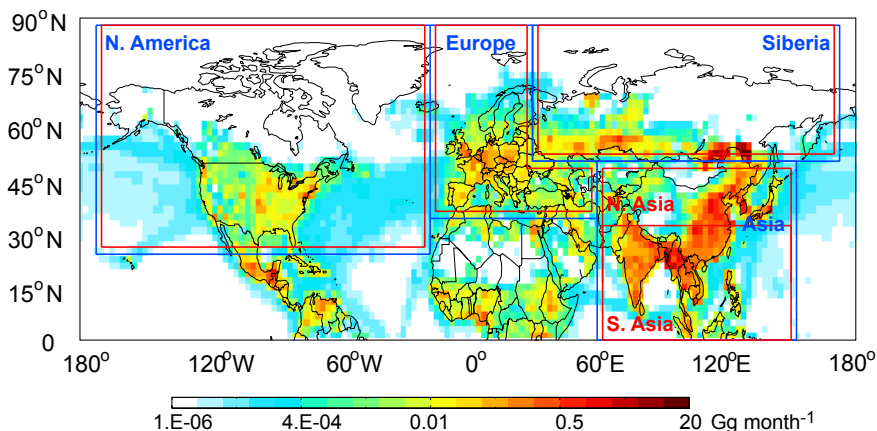 90°N
N. America
Europe
Siberia
75°N
60°N
45°N
N. Asia
Asia
30°N
15°N
S. Asia
0
180° 120°W 60°W 0° 60°E 120°E 180°
1.E-06 4.E-04 0.01 0.5 20 Gg month⁻¹